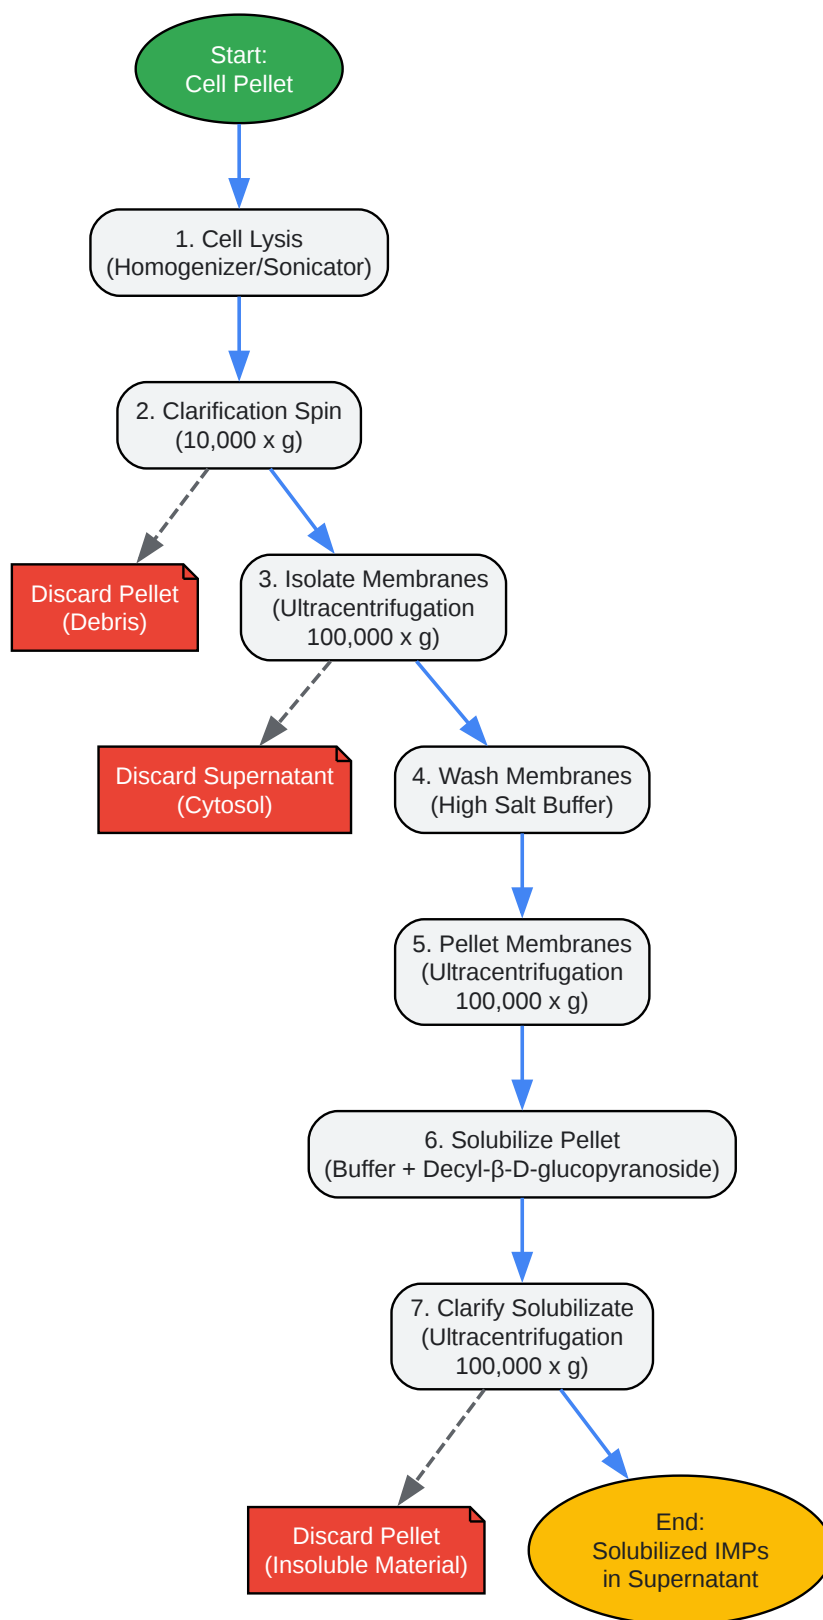 Start:
Cell Pellet
1. Cell Lysis
(Homogenizer/Sonicator)
2. Clarification Spin
(10,000 x g)
Discard Pellet
(Debris)
3. Isolate Membranes
(Ultracentrifugation
100,000 x g)
Discard Supernatant
(Cytosol)
4. Wash Membranes
(High Salt Buffer)
5. Pellet Membranes
(Ultracentrifugation
100,000 x g)
6. Solubilize Pellet
(Buffer + Decyl-β-D-glucopyranoside)
7. Clarify Solubilizate
(Ultracentrifugation
100,000 x g)
Discard Pellet
(Insoluble Material)
End:
Solubilized IMPs
in Supernatant